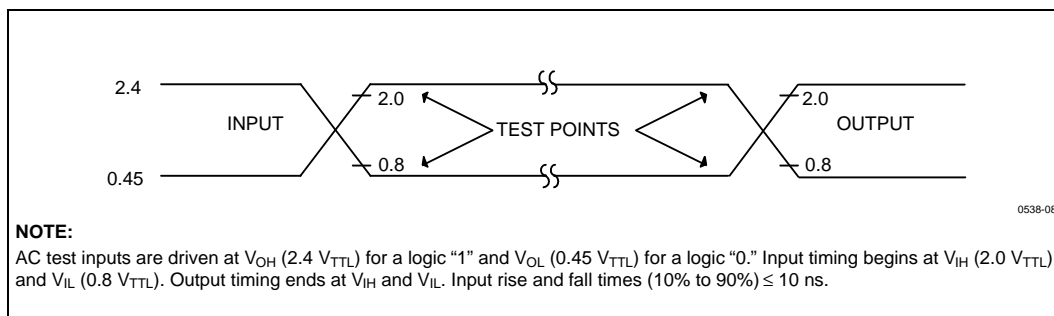 2.4
2.0
2.0
INPUT
TEST POINTS
OUTPUT
0.8
0.8
0.45
0538-08
NOTE:
AC test inputs are driven at VOH (2.4 VTTL) for a logic “1” and VOL (0.45 VTTL) for a logic “0.” Input timing begins at VIH (2.0 VTTL)
and VIL (0.8 VTTL). Output timing ends at VIH and VIL. Input rise and fall times (10% to 90%) ≤ 10 ns.